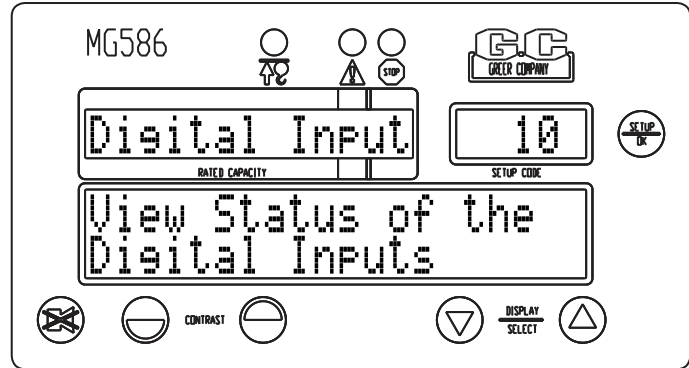 MG586
STOP
G.C
GREER COMPANY
Digital Input
10
SETUP
OK
RATED CAPACITY
SETUP CODE
View Status of the
Digital Inputs
CONTRAST
DISPLAY
SELECT